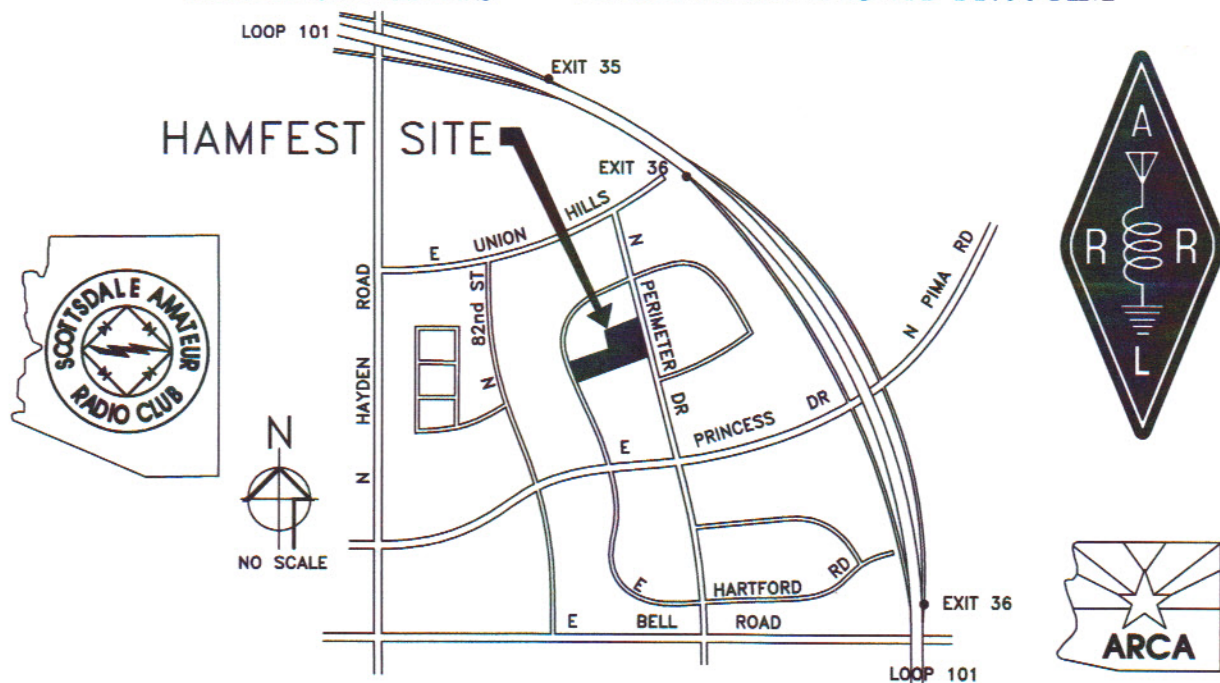 LOOP 101
EXIT 35
HAMFEST SITE
EXIT 36
E UNION HILLS
N PERIMETER DR
N PIMA RD
82nd ST N
N HAYDEN ROAD
E PRINCESS DR
E HARTFORD RD
E BELL ROAD
EXIT 36
LOOP 101
SCOTTSDALE AMATEUR
RADIO CLUB
N
NO SCALE
A
R R
L
ARCA